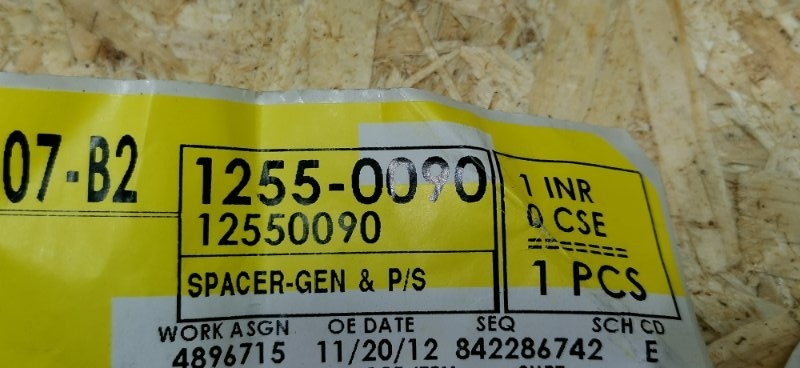 07-B2
1255-0090
12550090
SPACER-GEN & P/S
1 INR
0 CSE
=======
1 PCS
WORK ASGN OE DATE SEQ SCH CD
4896715 11/20/12 842286742 E